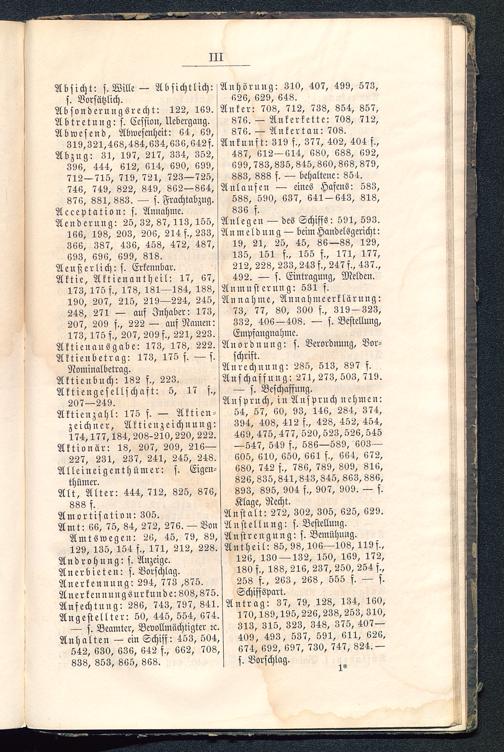 III
Absicht: s. Wille — Absichtlich:
s. Vorsätzlich.
Absonderungsrecht: 122, 169.
Abtretung: s. Cession, Uebergang.
Abwesend, Abwesenheit: 64, 69,
319, 321, 468, 484, 634, 636, 642 f.
Abzug: 31, 197, 217, 334, 352,
396, 444, 612, 614, 690, 699,
712—715, 719, 721, 723—725,
746, 749, 822, 849, 862—864,
876, 881, 883. — s. Frachtabzug.
Acceptation: s. Annahme.
Aenderung: 25, 32, 87, 113, 155,
166, 198, 203, 206, 214 f., 233,
366, 387, 436, 458, 472, 487,
693, 696, 699, 818.
Aeußerlich: s. Erkennbar.
Aktie, Aktienantheil: 17, 67,
173, 175 f., 178, 181—184, 188,
190, 207, 215, 219—224, 245,
248, 271 — auf Inhaber: 173,
207, 209 f., 222 — auf Namen:
173, 175 f., 207, 209 f., 221, 223.
Aktienausgabe: 173, 178, 222.
Aktienbetrag: 173, 175 f. — s.
Nominalbetrag.
Aktienbuch: 182 f., 223.
Aktiengesellschaft: 5, 17 f.,
207—249.
Aktienzahl: 175 f. — Aktien-
zeichner, Aktienzeichnung:
174, 177, 184, 208-210, 220, 222.
Aktionär: 18, 207, 209, 216—
227, 231, 237, 241, 245, 248.
Alleineigenthümer: s. Eigen-
thümer.
Alt, Alter: 444, 712, 825, 876,
888 f.
Amortisation: 305.
Amt: 66, 75, 84, 272, 276. — Von
Amtswegen: 26, 45, 79, 89,
129, 135, 154 f., 171, 212, 228.
Androhung: s. Anzeige.
Anerbieten: s. Vorschlag.
Anerkennung: 294, 773, 875.
Anerkennungsurkunde: 808, 875.
Anfechtung: 286, 743, 797, 841.
Angestellter: 50, 445, 554, 674.
— s. Beamter, Bevollmächtigter ꝛc.
Anhalten — ein Schiff: 453, 504,
542, 630, 636, 642 f., 662, 708,
838, 853, 865, 868.
Anhörung: 310, 407, 499, 573,
626, 629, 648.
Anker: 708, 712, 738, 854, 857,
876. — Ankerkette: 708, 712,
876. — Ankertau: 708.
Ankunft: 319 f., 377, 402, 404 f.,
487, 612—614, 680, 688, 692,
699, 783, 835, 845, 860, 868, 879,
883, 888 f. — behaltene: 854.
Anlaufen — eines Hafens: 583,
588, 590, 637, 641—643, 818,
836 f.
Anlegen — des Schiffs: 591, 593.
Anmeldung — beim Handelsgericht:
19, 21, 25, 45, 86—88, 129,
135, 151 f., 155 f., 171, 177,
212, 228, 233, 243 f., 247 f., 437.,
492. — s. Eintragung, Melden.
Anmusterung: 531 f.
Annahme, Annahmeerklärung:
73, 77, 80, 300 f., 319—323,
332, 406—408. — s. Bestellung,
Empfangnahme.
Anordnung: s. Verordnung, Vor-
schrift.
Anrechnung: 285, 513, 897 f.
Anschaffung: 271, 273, 503, 719.
— s. Beschaffung.
Anspruch, in Anspruch nehmen:
54, 57, 60, 93, 146, 284, 374,
394, 408, 412 f., 428, 452, 454,
469, 475, 477, 520, 523, 526, 545
—547, 549 f., 586—589, 603—
605, 610, 650, 661 f., 664, 672,
680, 742 f., 786, 789, 809, 816,
826, 835, 841, 843, 845, 863, 886,
893, 895, 904 f., 907, 909. — s.
Klage, Recht.
Anstalt: 272, 302, 305, 625, 629.
Anstellung: s. Bestellung.
Anstrengung: s. Bemühung.
Antheil: 85, 98, 106—108, 119 f.,
126, 130—132, 150, 169, 172,
180 f., 188, 216, 237, 250, 254 f.,
258 f., 263, 268, 555 f. — s.
Schiffspart.
Antrag: 37, 79, 128, 134, 160,
170, 189, 195, 226, 238, 253, 310,
313, 315, 323, 348, 375, 407—
409, 493, 537, 591, 611, 626,
674, 692, 697, 730, 747, 824. —
s. Vorschlag.
1*